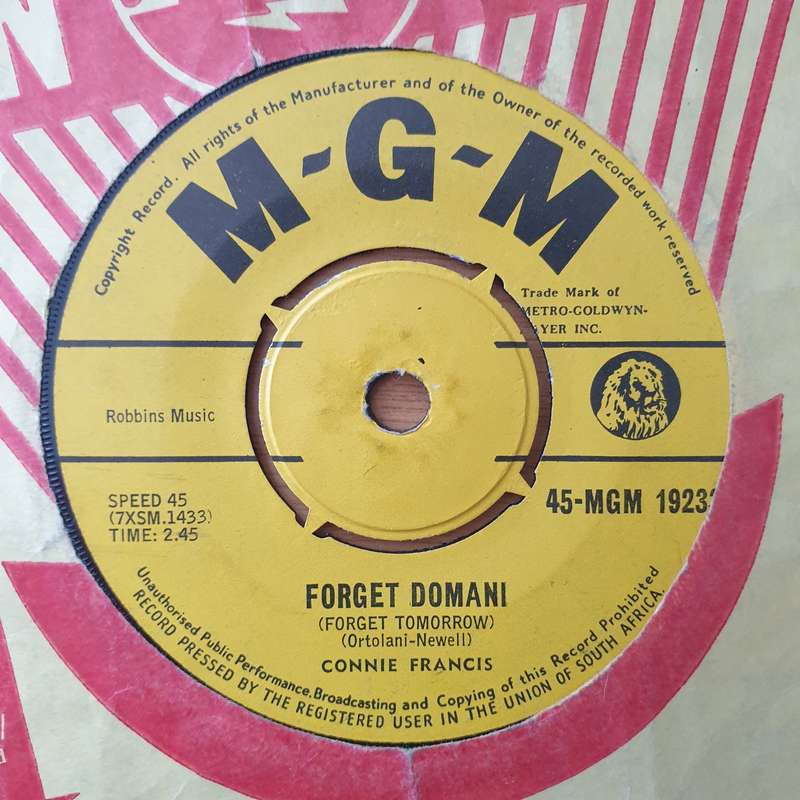 Copyright Record. All rights of the Manufacturer and of the Owner of the recorded work reserved
M-G-M
Trade Mark of
METRO-GOLDWYN-
MAYER INC.
Robbins Music
SPEED 45
(7XSM.1433)
TIME: 2.45
45-MGM 1923
FORGET DOMANI
(FORGET TOMORROW)
(Ortolani-Newell)
CONNIE FRANCIS
Unauthorised Public Performance, Broadcasting and Copying of this Record Prohibited
RECORD PRESSED BY THE REGISTERED USER IN THE UNION OF SOUTH AFRICA.